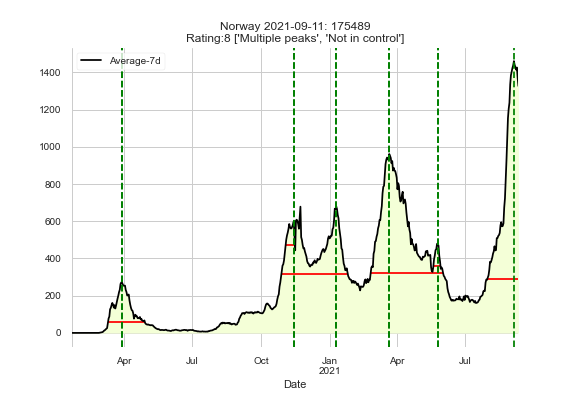 Norway 2021-09-11: 175489
Rating:8 ['Multiple peaks', 'Not in control']
Average-7d
1400
1200
1000
800
600
400
200
0
Apr Jul Oct Jan Apr Jul
2021
Date